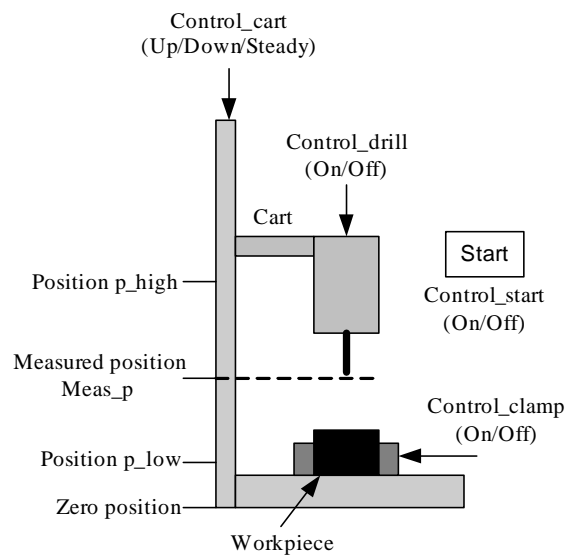 Control_cart
(Up/Down/Steady)
Control_drill
(On/Off)
Cart
Start
Position p_high
Control_start
(On/Off)
Measured position
Meas_p
Control_clamp
(On/Off)
Position p_low
Zero position
Workpiece